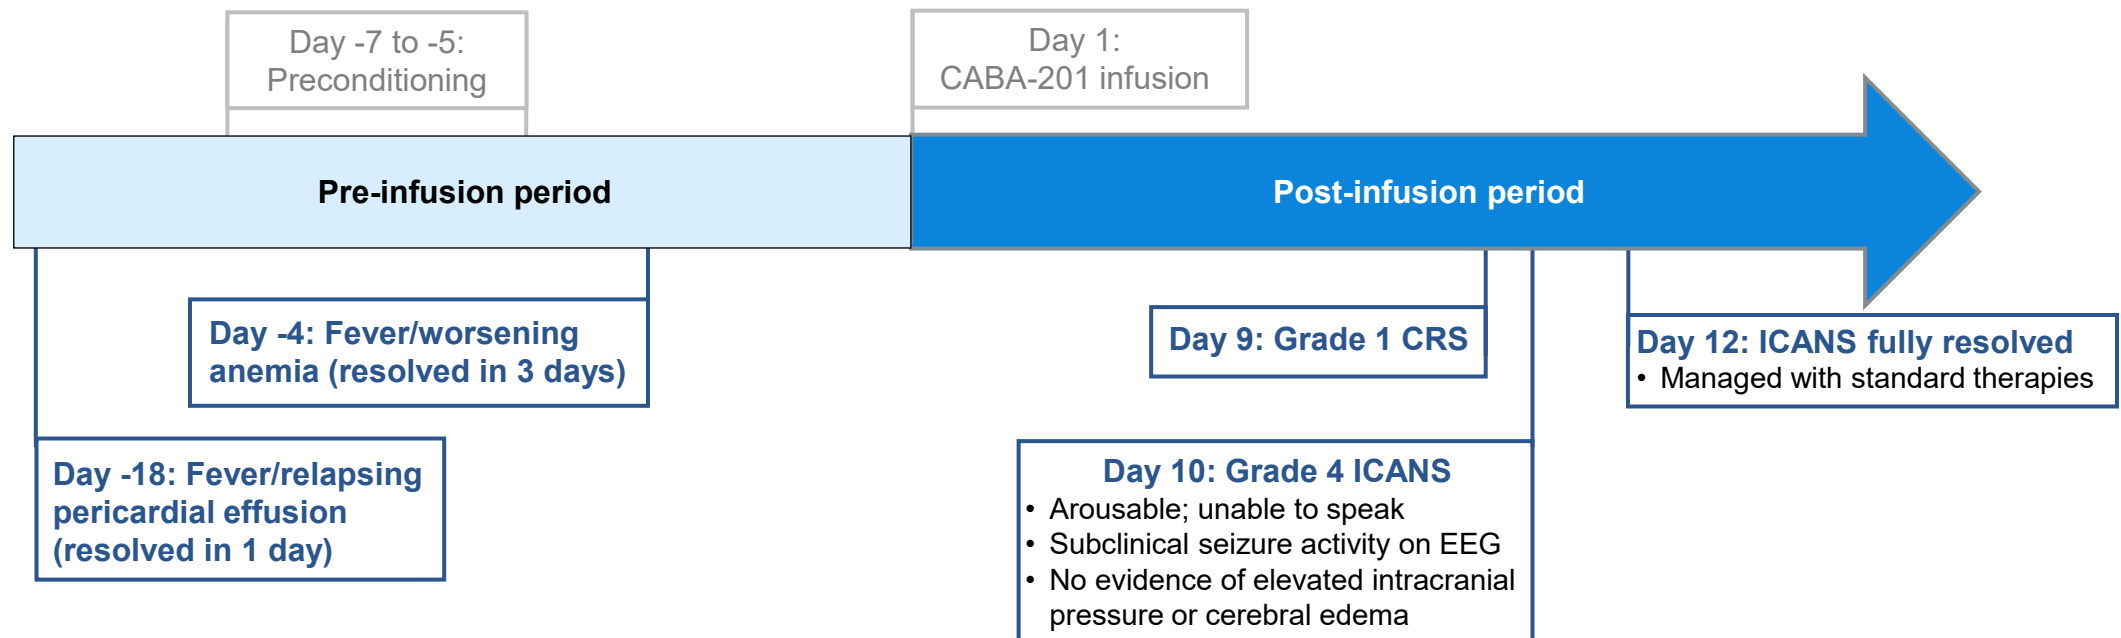 Day -7 to -5:
Preconditioning
Day 1:
CABA-201 infusion
Pre-infusion period
Post-infusion period
Day -4: Fever/worsening
anemia (resolved in 3 days)
Day -18: Fever/relapsing
pericardial effusion
(resolved in 1 day)
Day 9: Grade 1 CRS
Day 10: Grade 4 ICANS
• Arousable; unable to speak
• Subclinical seizure activity on EEG
• No evidence of elevated intracranial
pressure or cerebral edema
Day 12: ICANS fully resolved
• Managed with standard therapies